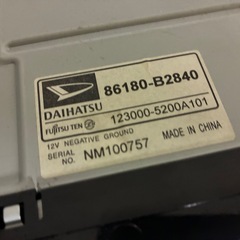 86180-B2840
DAIHATSU
FUJITSU TEN 123000-5200A101
12V NEGATIVE GROUND
SERIAL NO. NM100757 MADE IN CHINA